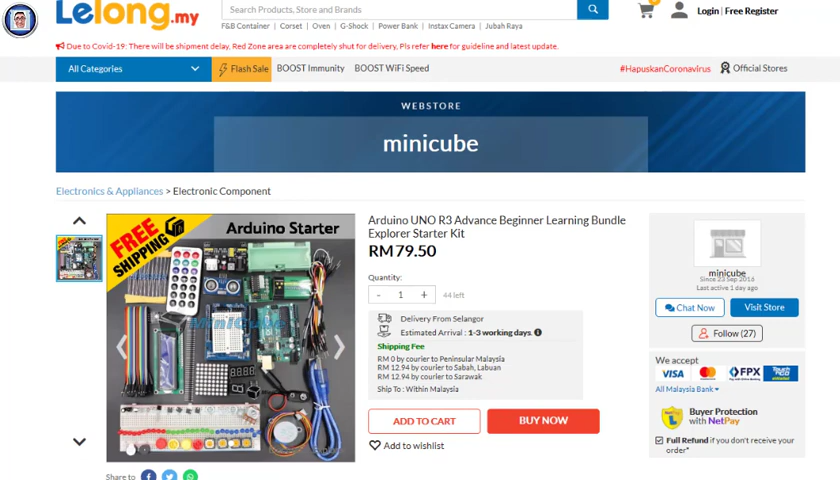 Lelong.my
Search Products, Store and Brands
F&B Container | Corset | Oven | G-Shock | Power Bank | Instax Camera | Jubah Raya
Login | Free Register
Due to Covid-19: There will be shipment delay, Red Zone area are completely shut for delivery, Pls refer here for guideline and latest update.
All Categories
Flash Sale
BOOST Immunity
BOOST WiFi Speed
#HapuskanCoronavirus
Official Stores
WEBSTORE
minicube
Electronics & Appliances > Electronic Component
FREE SHIPPING
Arduino Starter
MiniCube
Arduino UNO R3 Advance Beginner Learning Bundle
Explorer Starter Kit
RM79.50
Quantity:
- 1 +
44 left
Delivery From Selangor
Estimated Arrival : 1-3 working days.
Shipping Fee
RM 0 by courier to Peninsular Malaysia
RM 12.94 by courier to Sabah, Labuan
RM 12.94 by courier to Sarawak
Ship To : Within Malaysia
ADD TO CART
BUY NOW
Add to wishlist
Share to
minicube
Since 23 Sep 2016
Last active 1 day ago
Chat Now
Visit Store
Follow (27)
We accept
VISA
mastercard
FPX
Touch
All Malaysia Bank
Buyer Protection
with NetPay
Full Refund if you don't receive your
order*